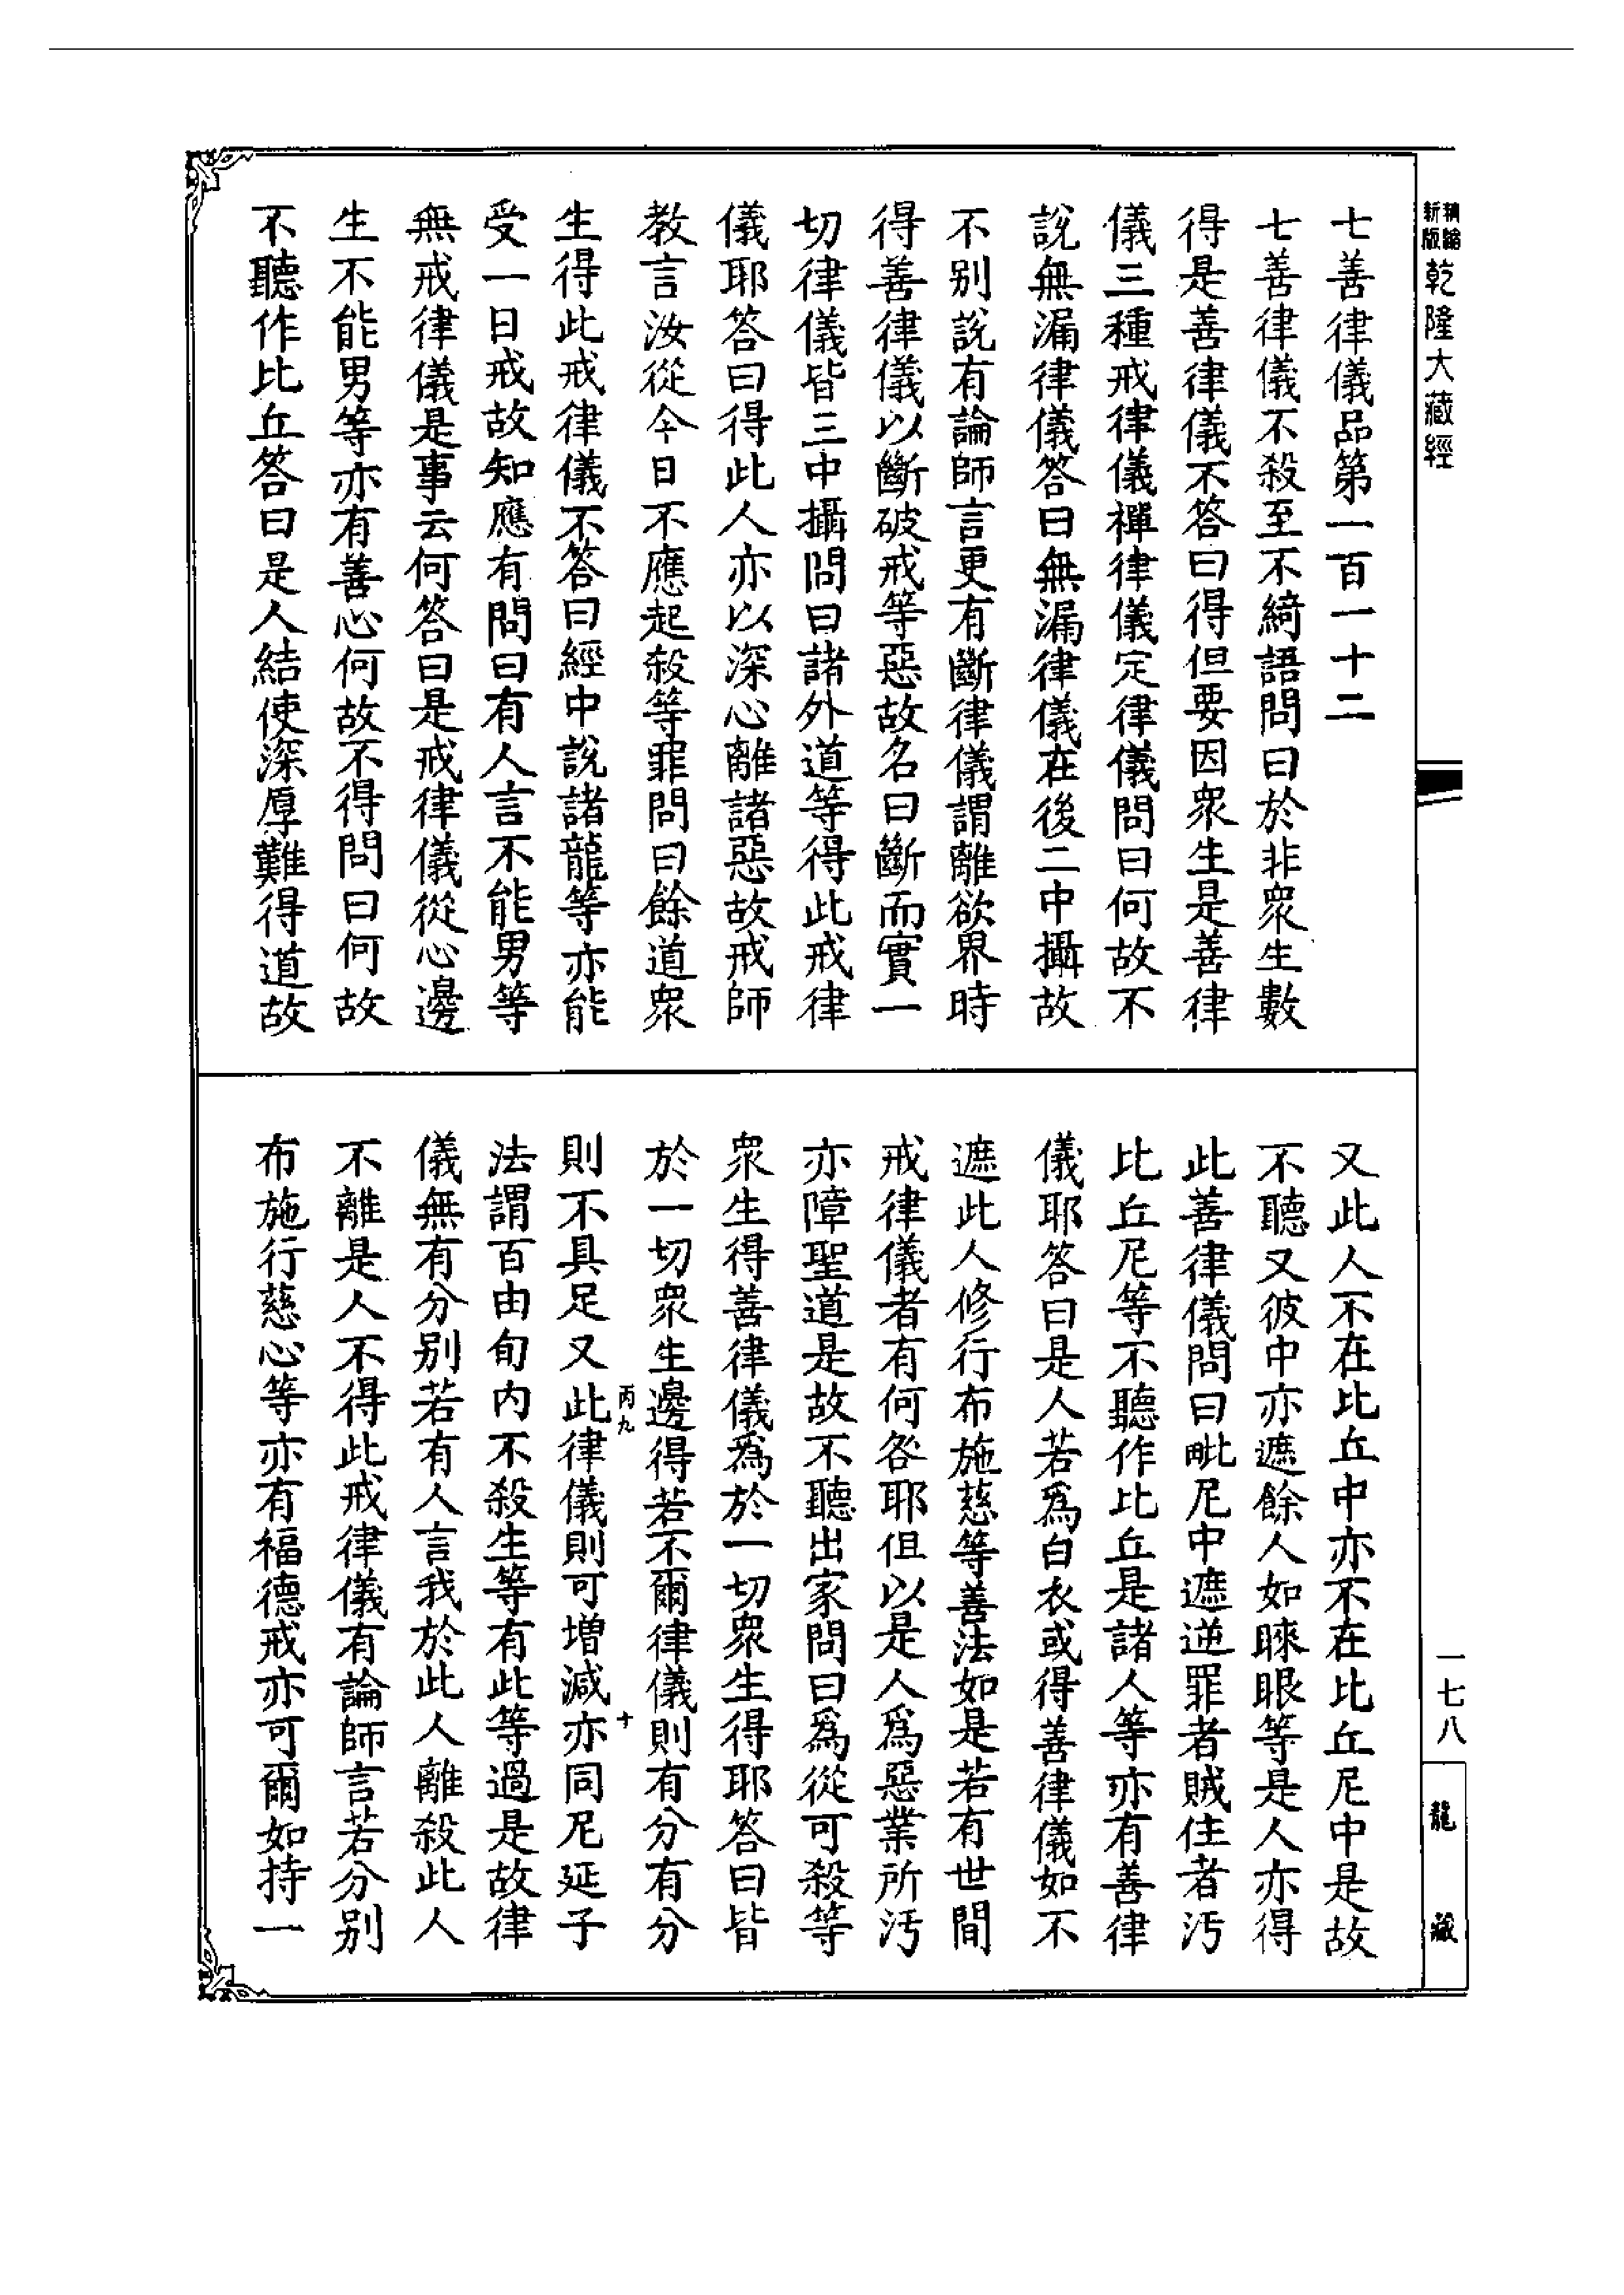 新版
精縮
乾隆大藏經
七善律儀品第一百一十二
七善律儀不殺至不綺語問曰於非衆生數
得是善律儀不答曰得但要因衆生是善律
儀三種戒律儀禪律儀定律儀問曰何故不
說無漏律儀答曰無漏律儀在後二中攝故
不別說有論師言更有斷律儀謂離欲界時
得善律儀以斷破戒等惡故名曰斷而實一
切律儀皆三中攝問曰諸外道等得此戒律
儀耶答曰得此人亦以深心離諸惡故戒師
教言汝從今日不應起殺等罪問曰餘道衆
生得此戒律儀不答曰經中說諸龍等亦能
受一日戒故知應有問曰有人言不能男等
無戒律儀是事云何答曰是戒律儀從心邊
生不能男等亦有善心何故不得問曰何故
不聽作比丘答曰是人結使深厚難得道故
又此人不在比丘中亦不在比丘尼中是故
不聽又彼中亦遮餘人如睞眼等是人亦得
此善律儀問曰毗尼中遮逆罪者賊住者污
比丘尼等不聽作比丘是諸人等亦有善律
儀耶答曰是人若爲白衣或得善律儀如不
遮此人修行布施慈等善法如是若有世間
戒律儀者有何咎耶但以是人爲惡業所汚
亦障聖道是故不聽出家問曰爲從可殺等
衆生得善律儀爲於一切衆生得耶答曰皆
於一切衆生邊得若不爾律儀則有分有分
丙九
十
則不具足又此律儀則可增減亦同尼延子
法謂百由旬內不殺生等有此等過是故律
儀無有分別若有人言我於此人離殺此人
不離是人不得此戒律儀有論師言若分別
布施行慈心等亦有福德戒亦可爾如持一
一七八
龍藏